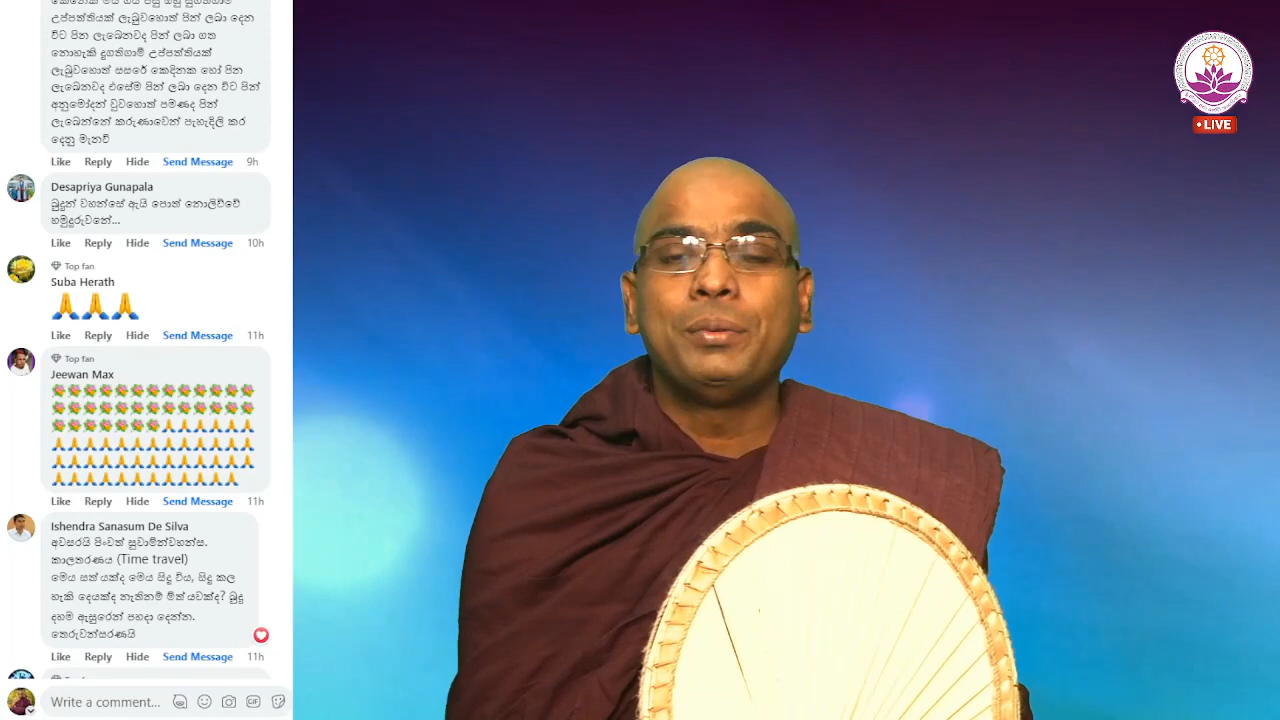 උප්පත්තියක් ලැබුවහොත් පින් ලබා දෙන
විට පින ලැබෙනවද පින් ලබා ගත
නොහැකි දුගතිගාමී උප්පත්තියක්
ලැබුවහොත් සසරේ කෙදිනක හෝ පින
ලැබෙනවද එසේම පින් ලබා දෙන විට පින්
අනුමෝදන් වුවහොත් පමණද පින්
ලැබෙන්නේ කරුණාවෙන් පැහැදිලි කර
දෙනු මැනවි
Like Reply Hide Send Message 9h
Desapriya Gunapala
බුදුන් වහන්සේ ඇයි පොත් නොලිව්වේ
හමුදුරුවනේ...
Like Reply Hide Send Message 10h
Top fan
Suba Herath
🙏🙏🙏
Like Reply Hide Send Message 11h
Top fan
Jeewan Max
Like Reply Hide Send Message 11h
Ishendra Sanasum De Silva
අවසරයි පිංවත් ස්වාමින්වහන්ස.
කාලතරණය (Time travel)
මෙය සත්‍යක්ද මෙය සිදු විය, සිදු කල
හැකි දෙයක්ද නැතිනම් මිත්‍යවක්ද? බුදු
දහම ඇසුරෙන් පහදා දෙන්න.
තෙරුවන්සරණයි
Like Reply Hide Send Message 11h
Write a comment...
GIF
• LIVE